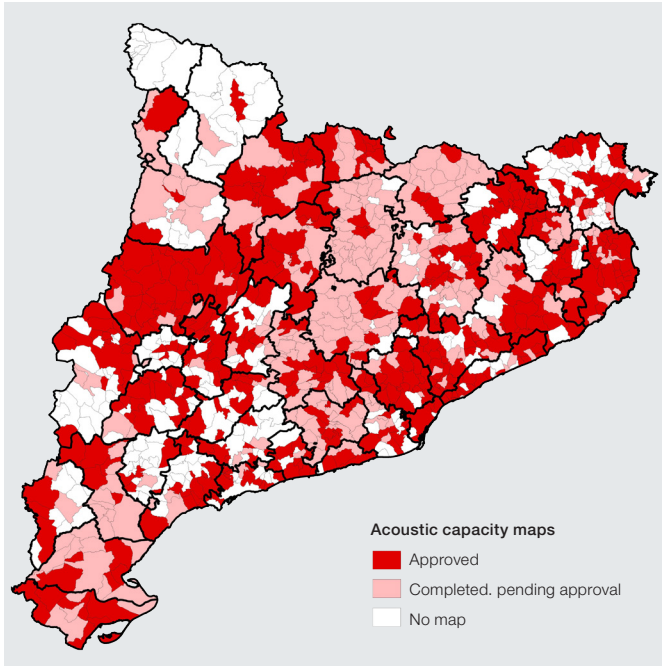 Acoustic capacity maps
Approved
Completed. pending approval
No map